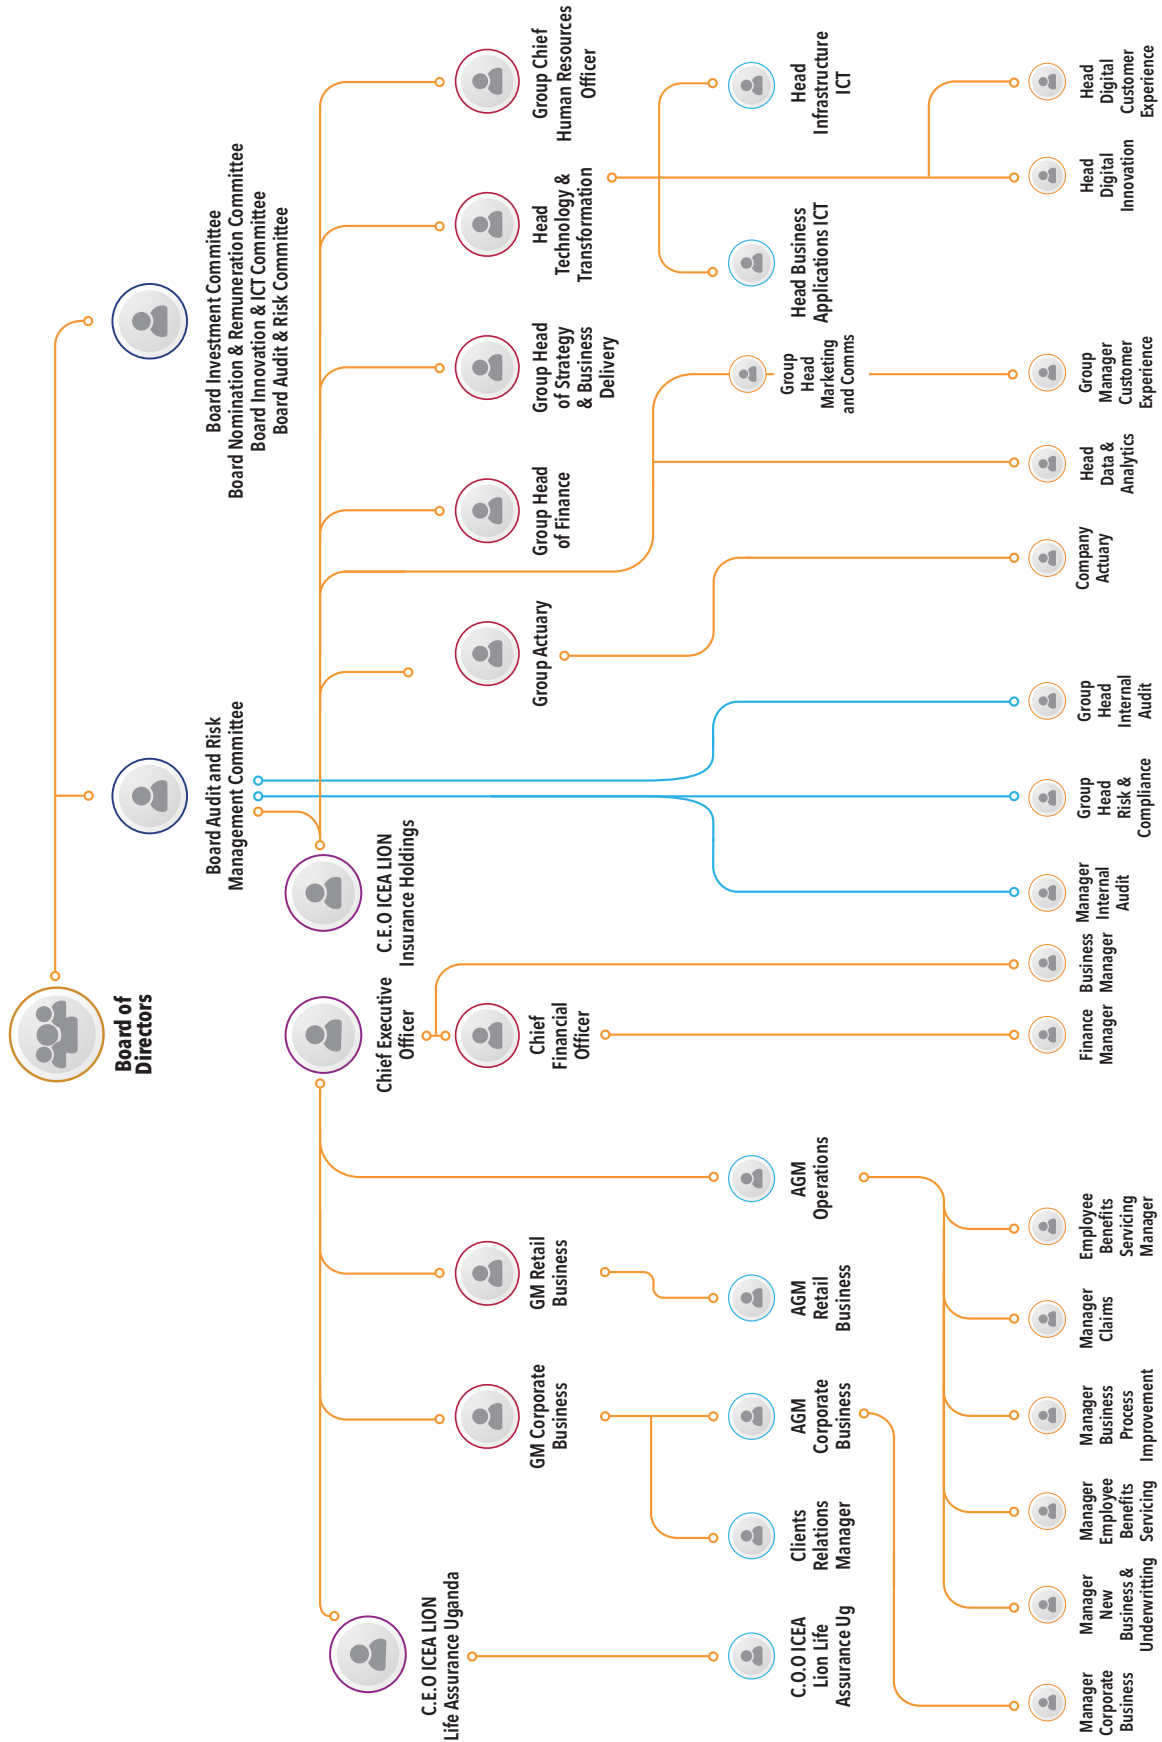 Board of
Directors
Board Audit and Risk
Management Committee
Board Investment Committee
Board Nomination & Remuneration Committee
Board Innovation & ICT Committee
Board Audit & Risk Committee
C.E.O ICEA LION
Life Assurance Uganda
Chief Executive
Officer
C.E.O ICEA LION
Insurance Holdings
GM Corporate
Business
GM Retail
Business
Chief
Financial
Officer
Group Actuary
Group Head
of Finance
Group Head
of Strategy
& Business
Delivery
Head
Technology &
Transformation
Group Chief
Human Resources
Officer
C.O.O ICEA
Lion Life
Assurance Ug
Clients
Relations
Manager
AGM
Corporate
Business
AGM
Retail
Business
AGM
Operations
Group
Head
Marketing
and Comms
Head Business
Applications ICT
Head
Infrastructure
ICT
Manager
Corporate
Business
Manager
New
Business &
Underwritting
Manager
Employee
Benefits
Servicing
Manager
Business
Process
Improvement
Manager
Claims
Employee
Benefits
Servicing
Manager
Finance
Manager
Business
Manager
Manager
Internal
Audit
Group
Head
Risk &
Compliance
Group
Head
Internal
Audit
Company
Actuary
Head
Data &
Analytics
Group
Manager
Customer
Experience
Head
Digital
Innovation
Head
Digital
Customer
Experience